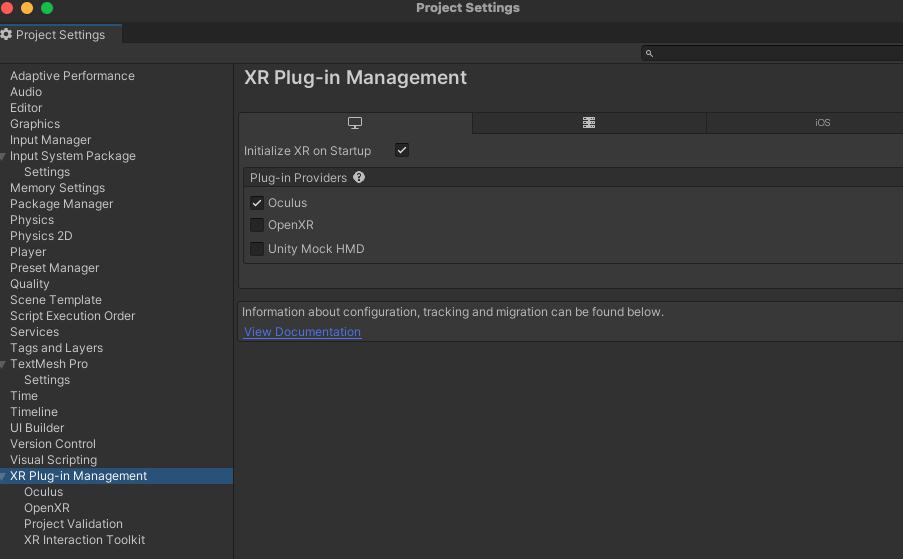 Project Settings
Project Settings
Adaptive Performance
Audio
Editor
Graphics
Input Manager
Input System Package
Settings
Memory Settings
Package Manager
Physics
Physics 2D
Player
Preset Manager
Quality
Scene Template
Script Execution Order
Services
Tags and Layers
TextMesh Pro
Settings
Time
Timeline
UI Builder
Version Control
Visual Scripting
XR Plug-in Management
Oculus
OpenXR
Project Validation
XR Interaction Toolkit
XR Plug-in Management
iOS
Initialize XR on Startup
Plug-in Providers
Oculus
OpenXR
Unity Mock HMD
Information about configuration, tracking and migration can be found below.
View Documentation